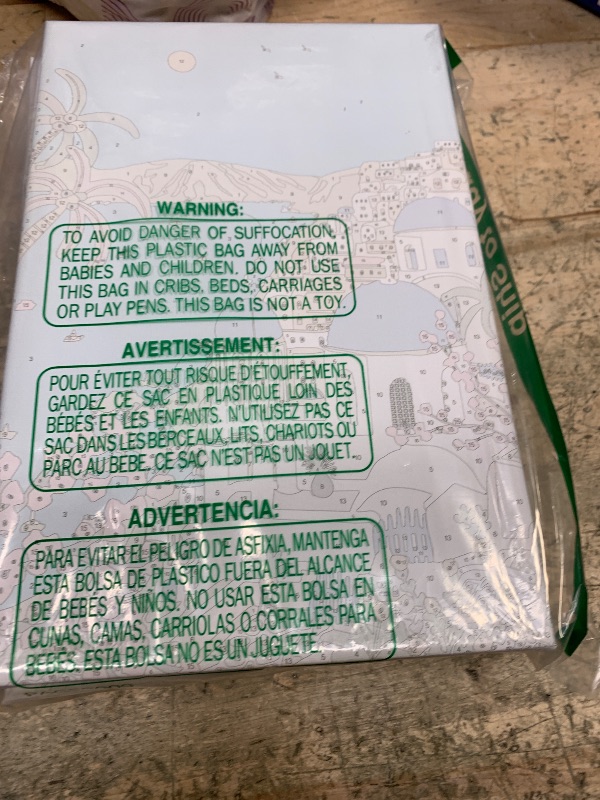 WARNING:
TO AVOID DANGER OF SUFFOCATION,
KEEP THIS PLASTIC BAG AWAY FROM
BABIES AND CHILDREN. DO NOT USE
THIS BAG IN CRIBS, BEDS, CARRIAGES
OR PLAY PENS. THIS BAG IS NOT A TOY.
AVERTISSEMENT:
POUR ÉVITER TOUT RISQUE D'ÉTOUFFEMENT,
GARDEZ CE SAC EN PLASTIQUE LOIN DES
BÉBÉS ET LES ENFANTS. N'UTILISEZ PAS CE
SAC DANS LES BERCEAUX, LITS, CHARIOTS OU
PARC AU BEBE. CE SAC N'EST PAS UN JOUET.
ADVERTENCIA:
PARA EVITAR EL PELIGRO DE ASFIXIA, MANTENGA
ESTA BOLSA DE PLASTICO FUERA DEL ALCANCE
DE BEBÉS Y NIÑOS. NO USAR ESTA BOLSA EN
CUNAS, CAMAS, CARRIOLAS O CORRALES PARA
BEBÉS. ESTA BOLSA NO ES UN JUGUETE.